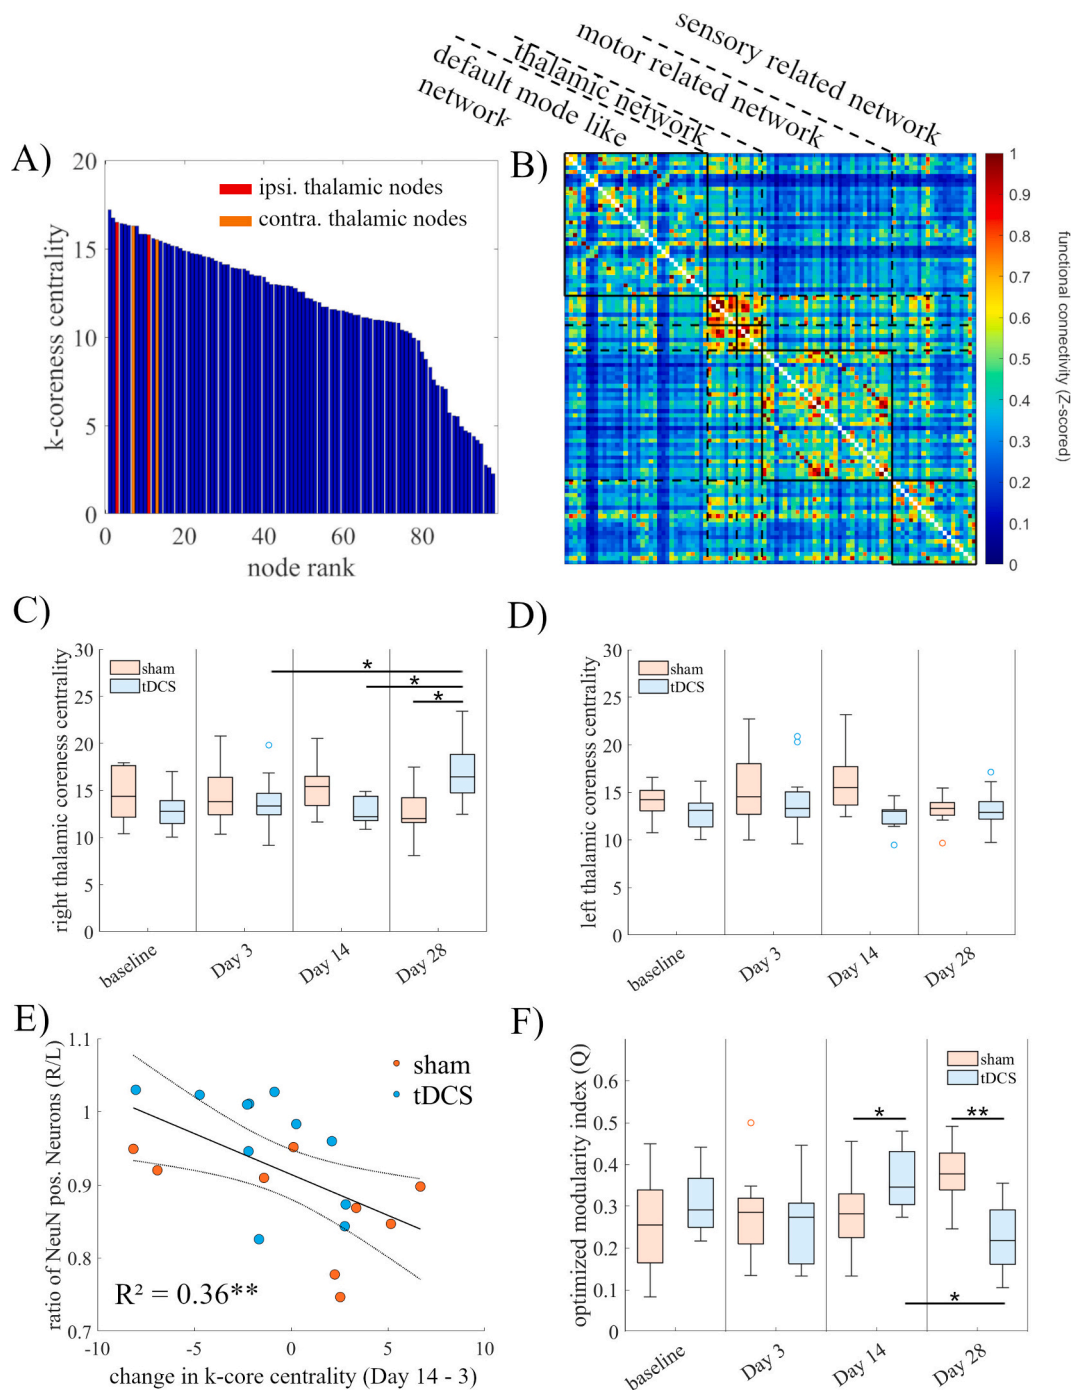 sensory related network
motor related network
thalamic network
default mode like
network
A)
20
15
10
5
0
k-coreness centrality
ipsi. thalamic nodes
contra. thalamic nodes
0
20
40
60
80
node rank
B)
1
0.9
0.8
0.7
0.6
0.5
0.4
0.3
0.2
0.1
0
functional connectivity (Z-scored)
C)
30
25
20
15
10
5
0
right thalamic coreness centrality
sham
tDCS
*
*
*
baseline
Day 3
Day 14
Day 28
D)
30
25
20
15
10
5
0
left thalamic coreness centrality
sham
tDCS
baseline
Day 3
Day 14
Day 28
E)
1.1
1
0.9
0.8
0.7
ratio of NeuN pos. Neurons (R/L)
sham
tDCS
R² = 0.36**
-10
-5
0
5
10
change in k-core centrality (Day 14 - 3)
F)
0.6
0.5
0.4
0.3
0.2
0.1
0
optimized modularity index (Q)
sham
tDCS
*
**
*
baseline
Day 3
Day 14
Day 28